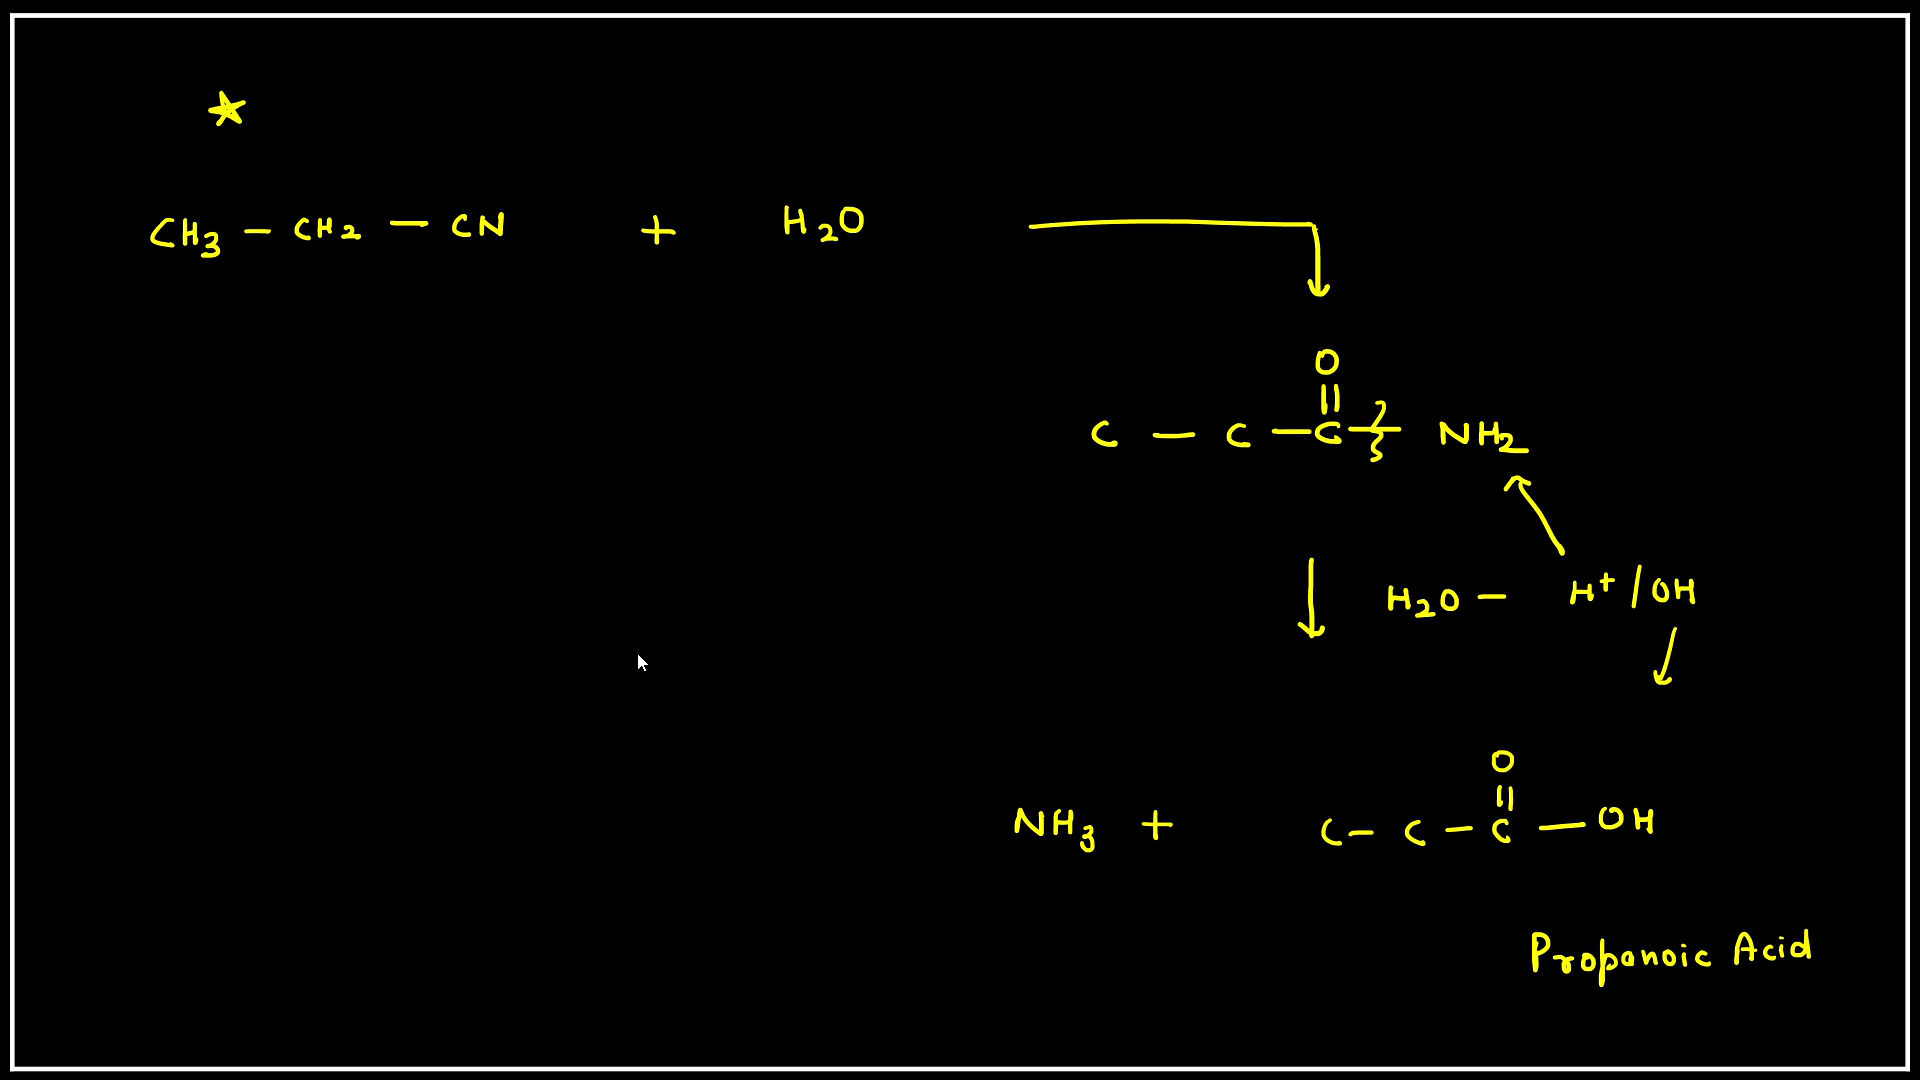 CH3 - CH2 - CN + H2O
O
||
C - C - C - NH2
H2O - H+ / OH
O
||
NH3 + C - C - C - OH
Propanoic Acid